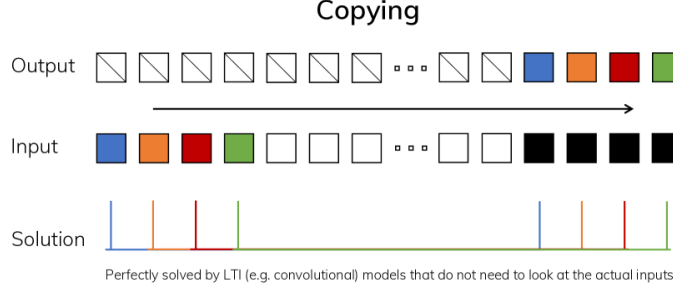 Copying
Output
Input
Solution
Perfectly solved by LTI (e.g. convolutional) models that do not need to look at the actual inputs